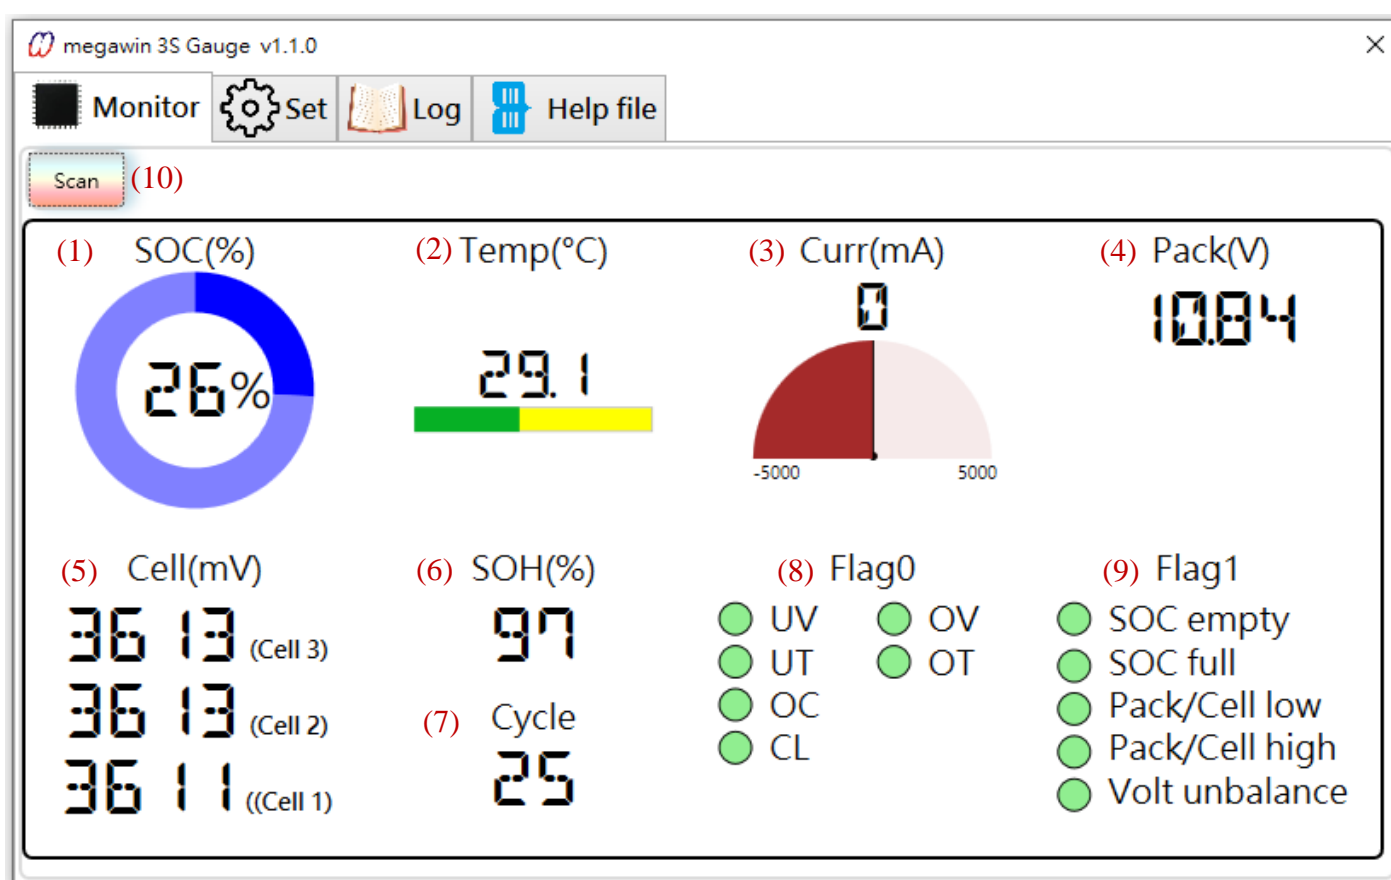 megawin 3S Gauge v1.1.0
Monitor Set Log Help file
Scan (10)
(1) SOC(%) (2) Temp(°C) (3) Curr(mA) (4) Pack(V)
26% 29.1 0 10.84
-5000 5000
(5) Cell(mV) (6) SOH(%) (8) Flag0 (9) Flag1
3613 (Cell 3) 97
3613 (Cell 2)
3611 ((Cell 1)
(7) Cycle
25
UV OV
UT OT
OC
CL
SOC empty
SOC full
Pack/Cell low
Pack/Cell high
Volt unbalance